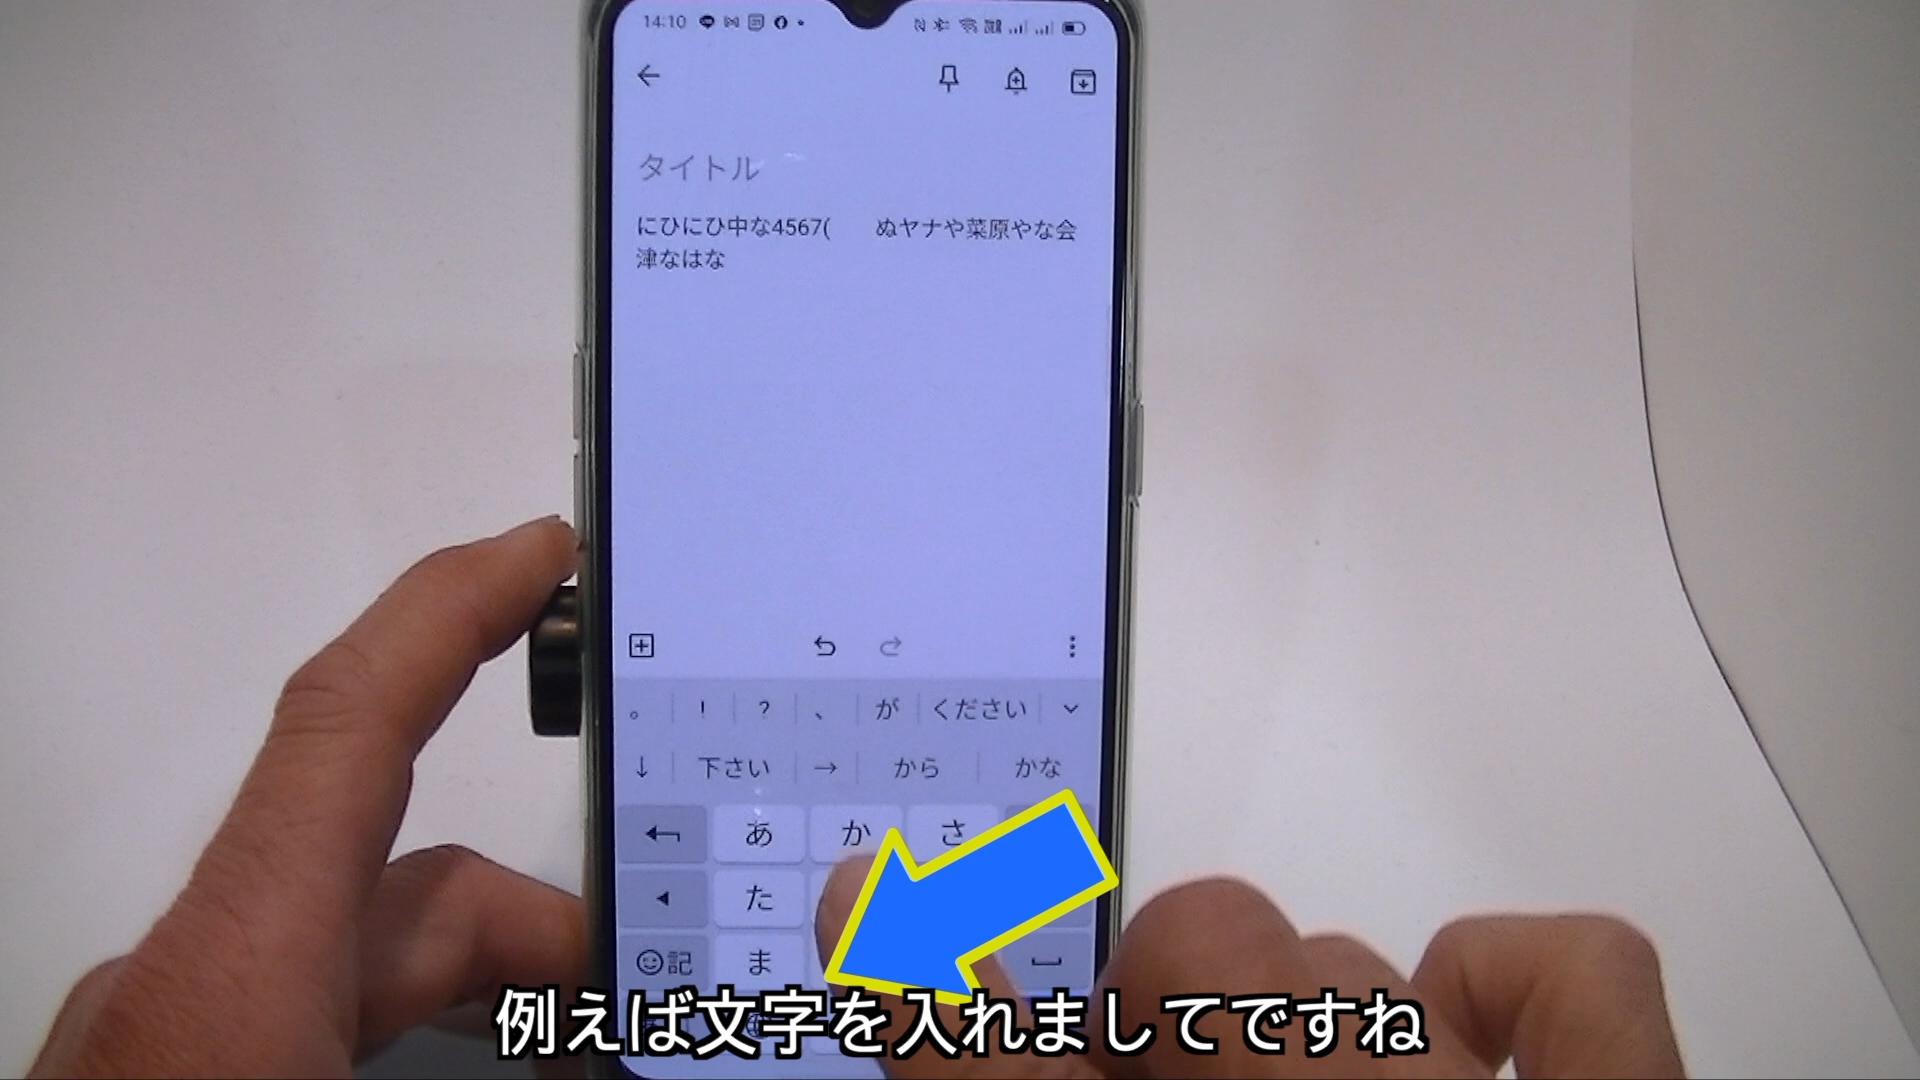 14:10
タイトル
にひにひ中な4567(　　ぬヤナや菜原やな会
津なはな
。 ! ? 、 が ください
↓ 下さい → から かな
あ か さ
た
記 ま
例えば文字を入れましてですね